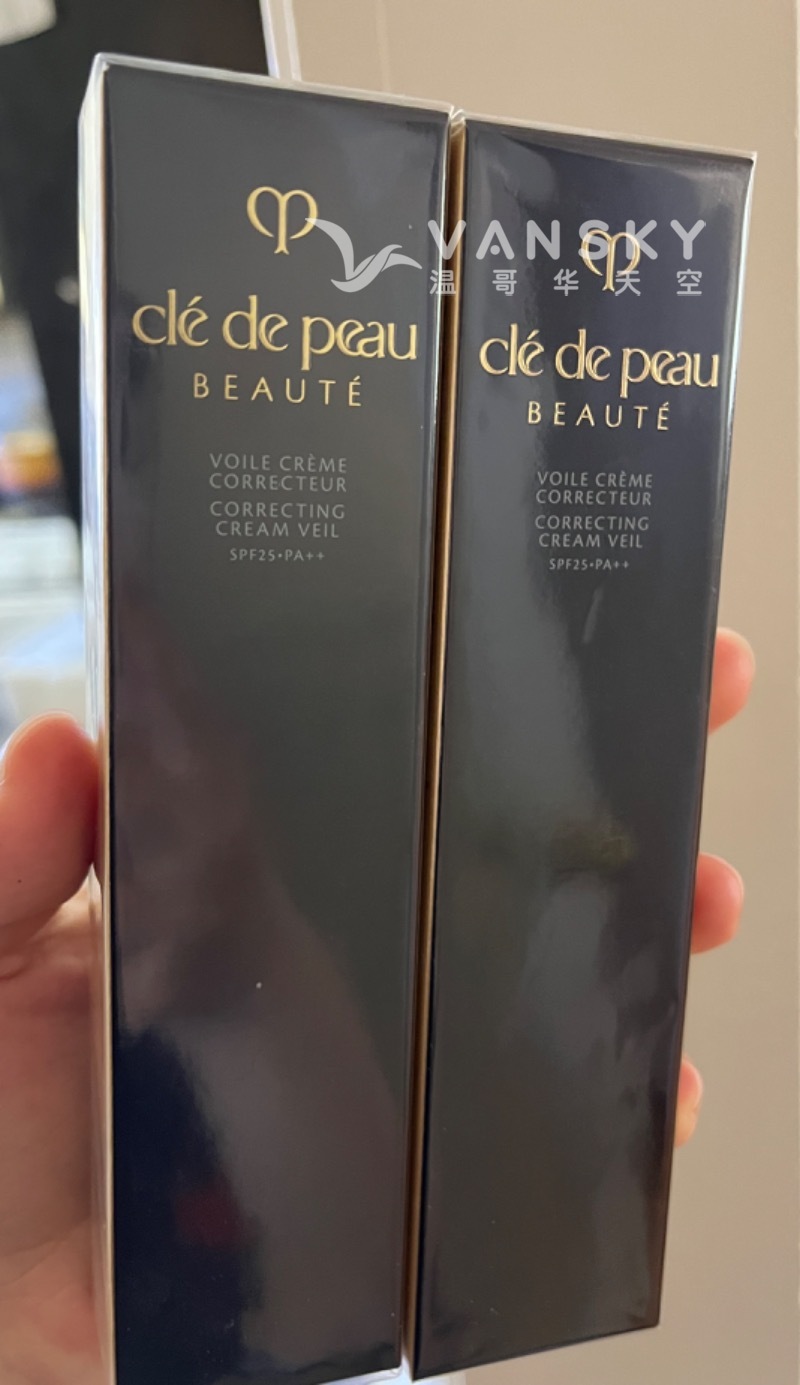 clé de peau
BEAUTÉ
VOILE CRÈME
CORRECTEUR
CORRECTING
CREAM VEIL
SPF25•PA++
VANSKY
温哥华天空
clé de peau
BEAUTÉ
VOILE CRÈME
CORRECTEUR
CORRECTING
CREAM VEIL
SPF25•PA++